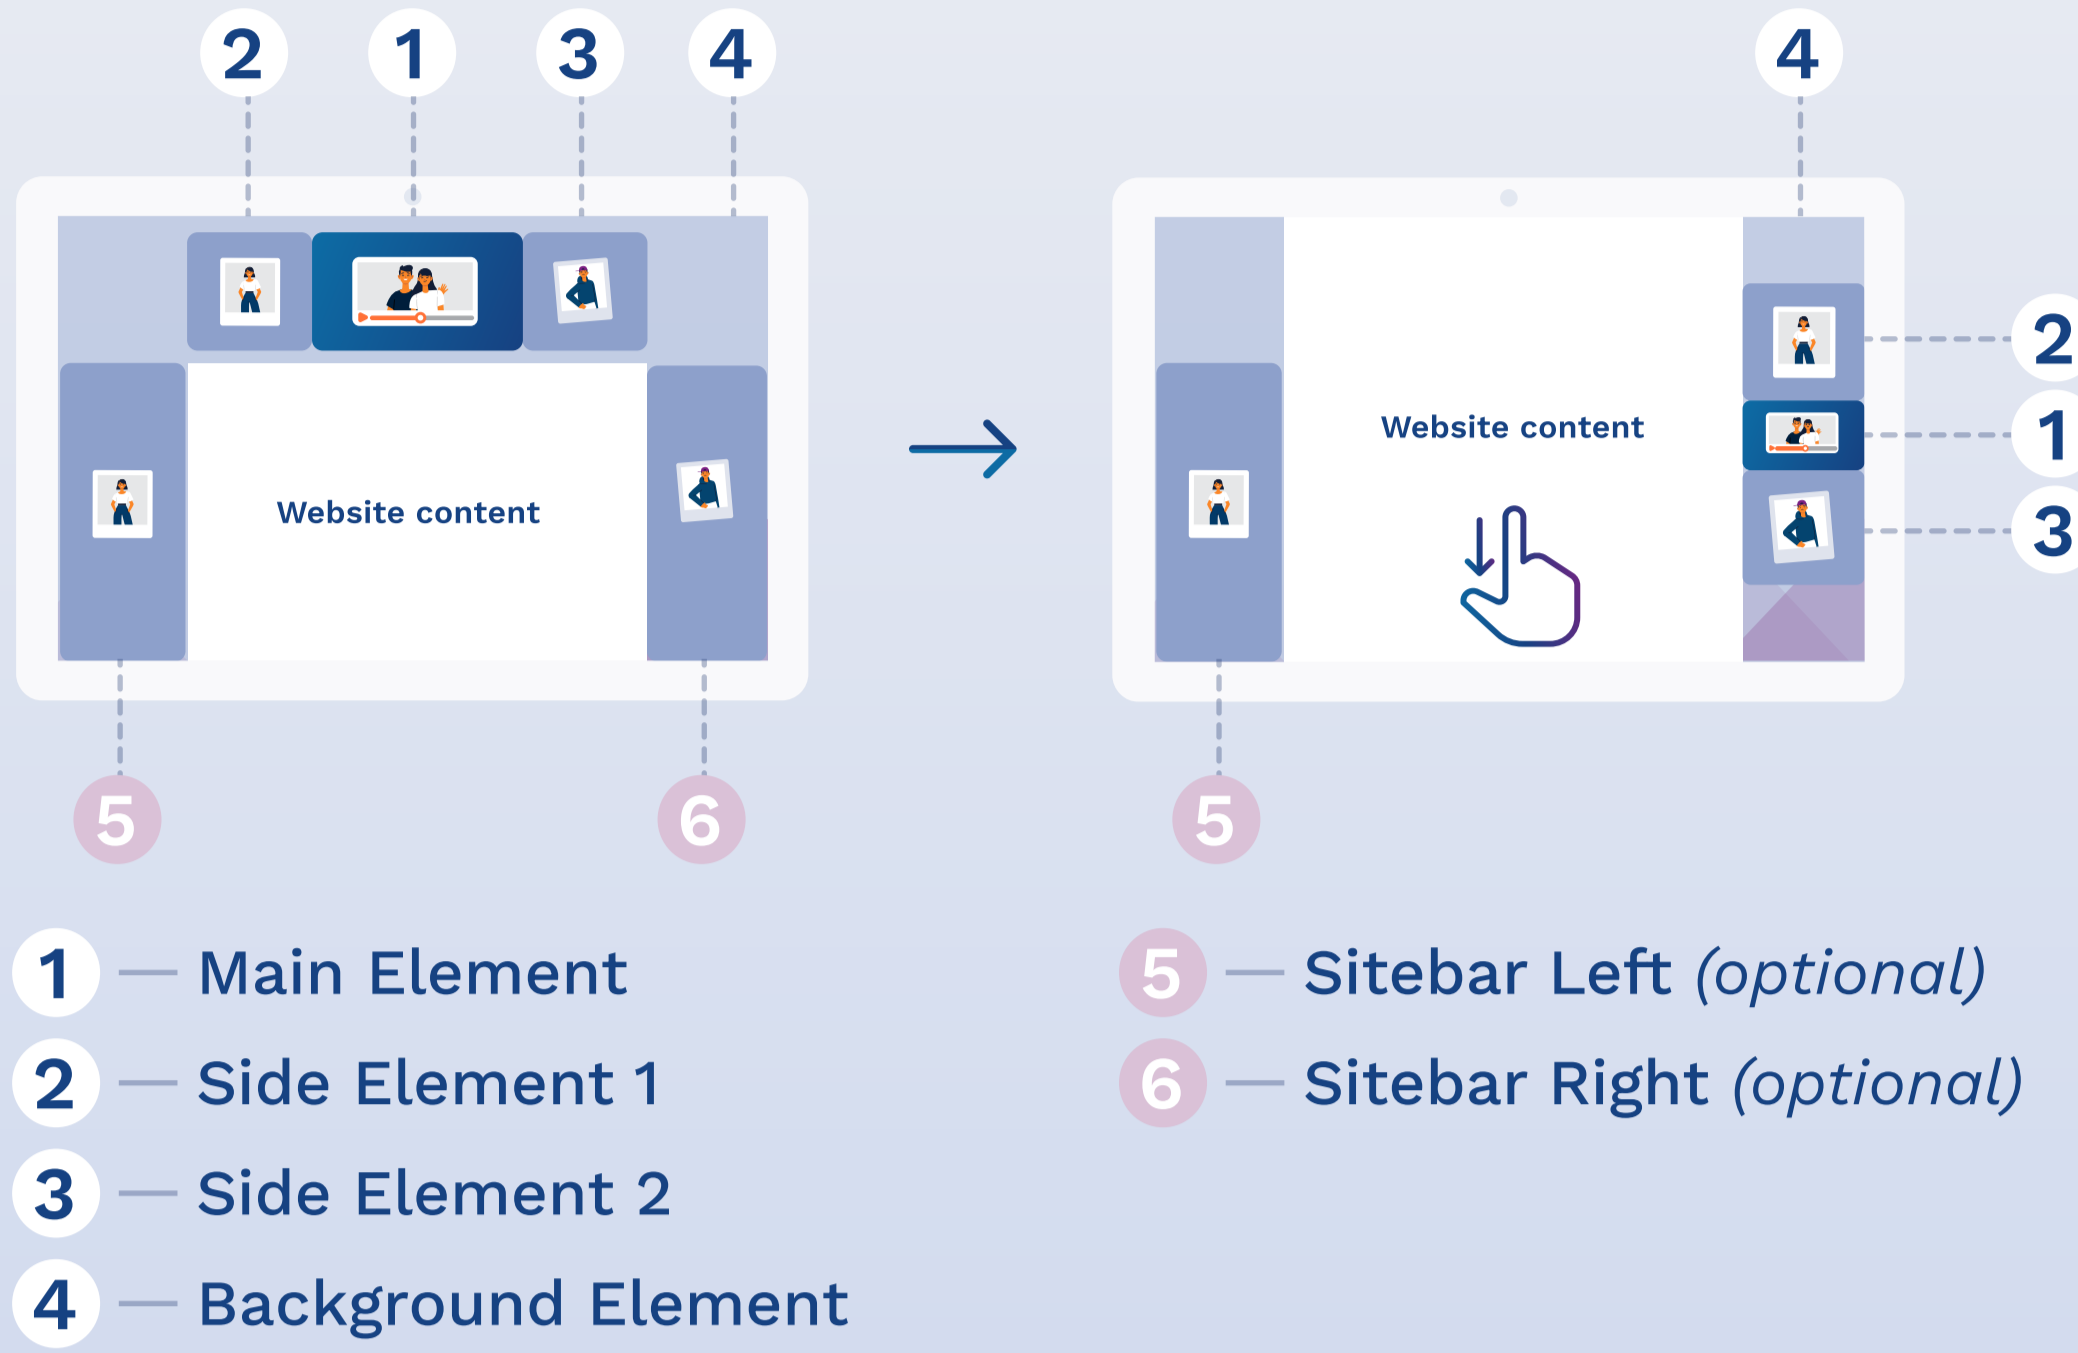 2 1 3 4 4
2
1
3
Website content
Website content
5 6 5
1 Main Element
2 Side Element 1
3 Side Element 2
4 Background Element
5 Sitebar Left (optional)
6 Sitebar Right (optional)